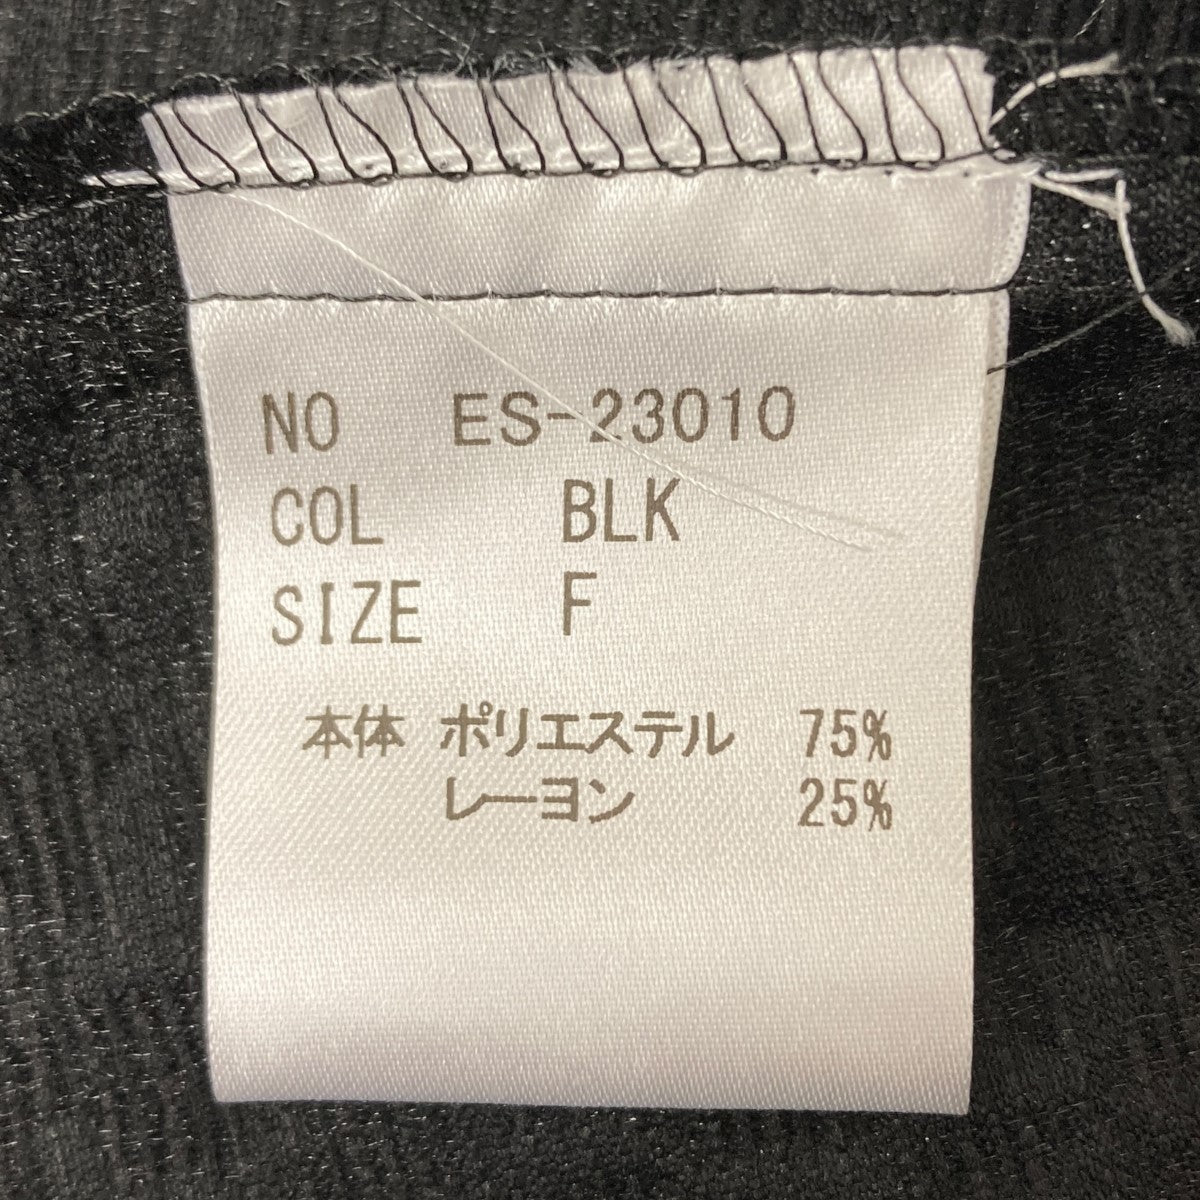 NO ES-23010
COL BLK
SIZE F
本体 ポリエステル 75%
レーヨン 25%